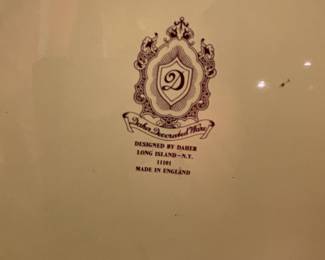 D
Daher Decorated Ware
DESIGNED BY DAHER
LONG ISLAND—N.Y.
11101
MADE IN ENGLAND